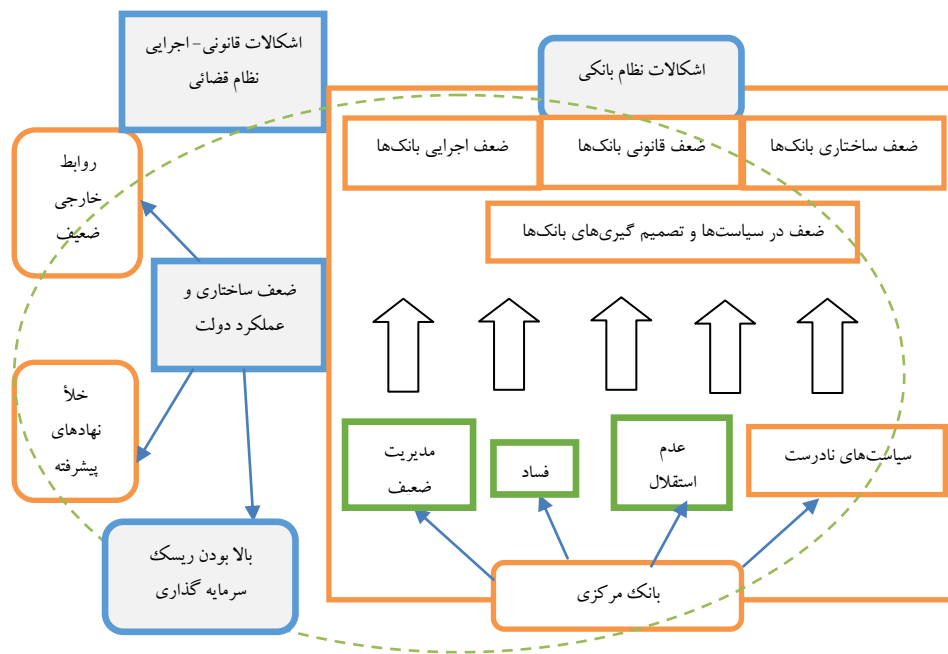 اشکالات نظام بانکی
ضعف ساختاری بانک‌ها
ضعف قانونی بانک‌ها
ضعف اجرایی بانک‌ها
ضعف در سیاست‌ها و تصمیم گیری‌های بانک‌ها
سیاست‌های نادرست
عدم
استقلال
فساد
مدیریت
ضعیف
بانک مرکزی
اشکالات قانونی- اجرایی
نظام قضائی
روابط
خارجی
ضعیف
ضعف ساختاری و
عملکرد دولت
خلأ
نهادهای
پیشرفته
بالا بودن ریسک
سرمایه گذاری